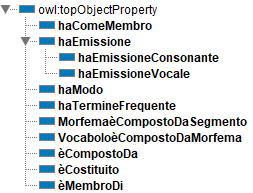 owl:topObjectProperty
haComeMembro
haEmissione
haEmissioneConsonante
haEmissioneVocale
haModo
haTermineFrequente
MorfemaèCompostoDaSegmento
VocaboloèCompostoDaMorfema
èCompostoDa
èCostituito
èMembroDi